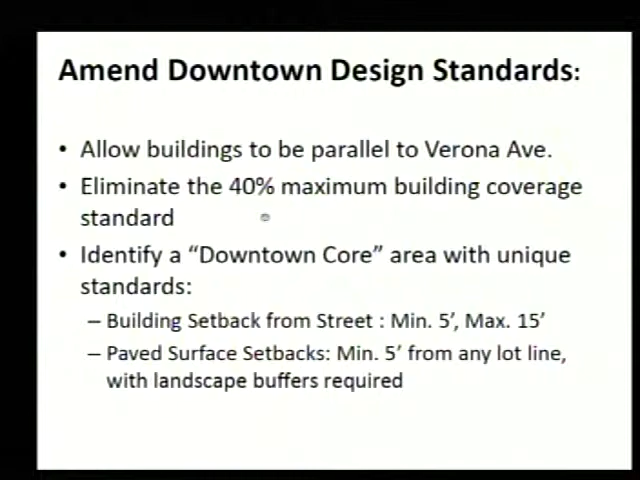 Amend Downtown Design Standards:
• Allow buildings to be parallel to Verona Ave.
• Eliminate the 40% maximum building coverage
standard
• Identify a “Downtown Core” area with unique
standards:
– Building Setback from Street : Min. 5’, Max. 15’
– Paved Surface Setbacks: Min. 5’ from any lot line,
with landscape buffers required